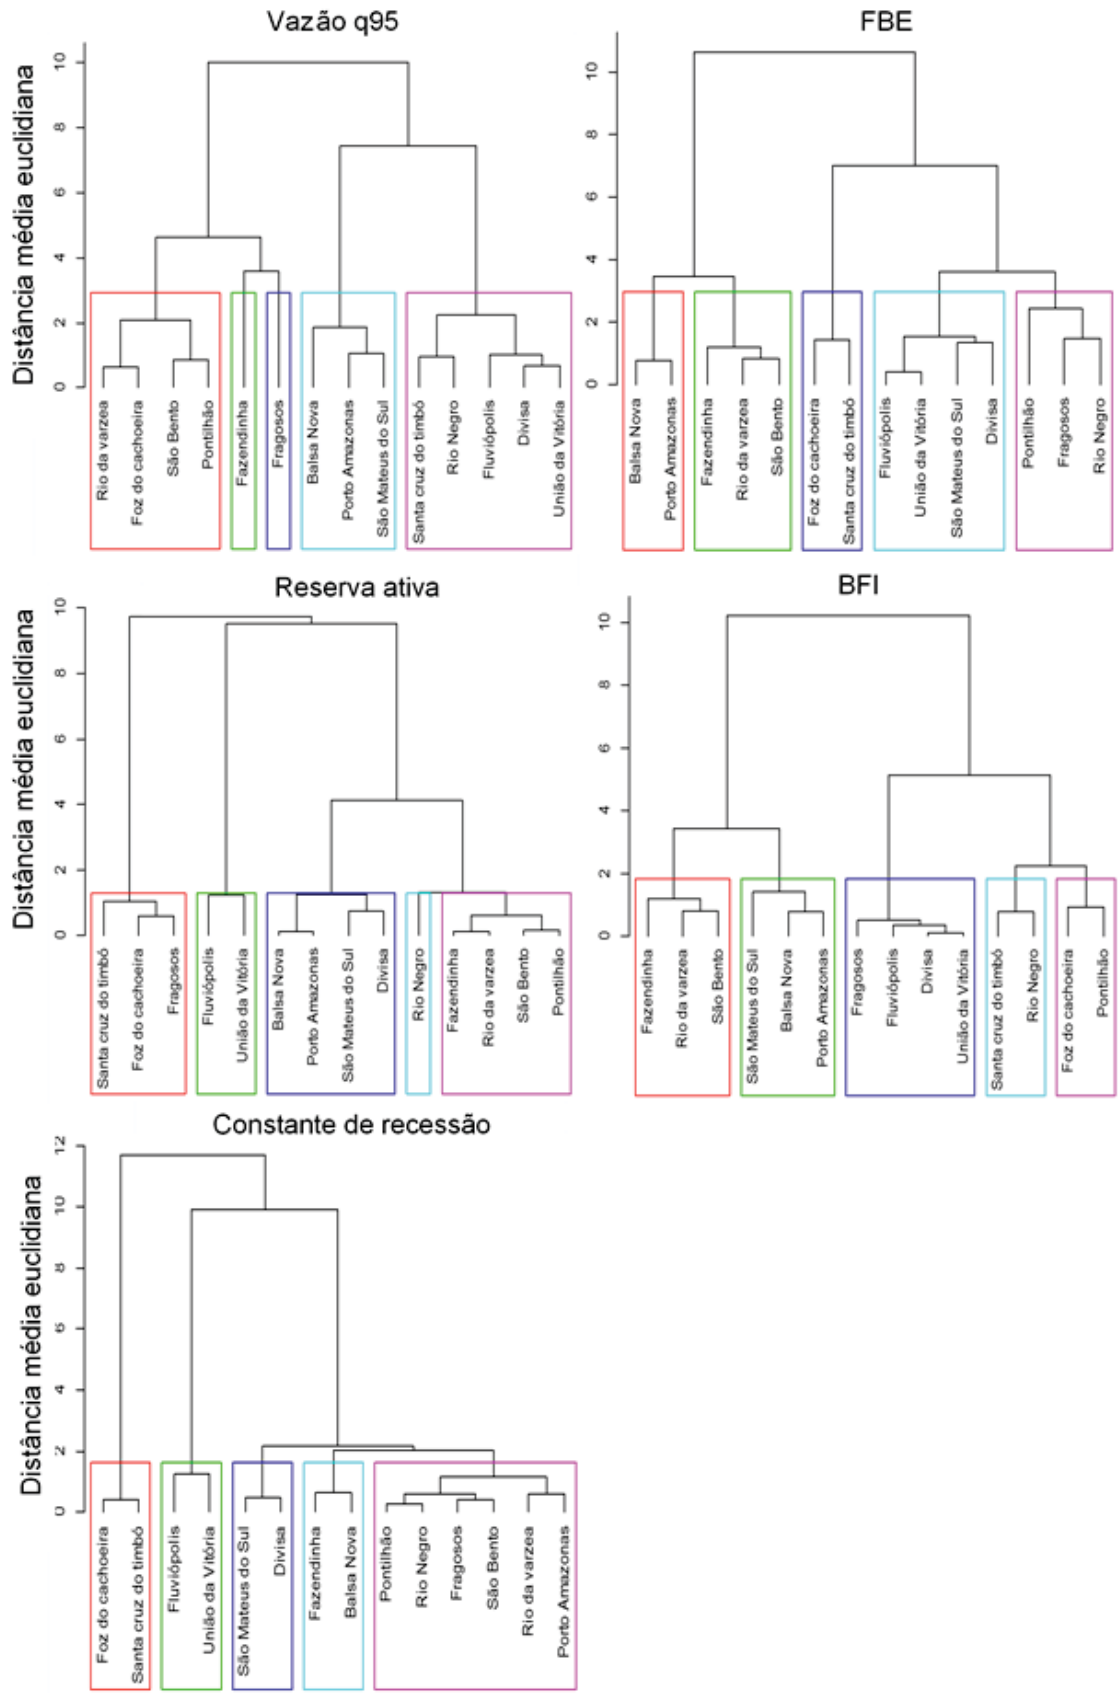 Vazão q95
Distância média euclidiana
0
2
4
6
8
10
Rio da varzea
Foz do cachoeira
São Bento
Pontilhão
Fazendinha
Fragosos
Balsa Nova
Porto Amazonas
São Mateus do Sul
Santa cruz do timbó
Rio Negro
Fluviópolis
Divisa
União da Vitória
FBE
0
2
4
6
8
10
Balsa Nova
Porto Amazonas
Fazendinha
Rio da varzea
São Bento
Foz do cachoeira
Santa cruz do timbó
Fluviópolis
União da Vitória
São Mateus do Sul
Divisa
Pontilhão
Fragosos
Rio Negro
Reserva ativa
Distância média euclidiana
0
2
4
6
8
10
Santa cruz do timbó
Foz do cachoeira
Fragosos
Fluviópolis
União da Vitória
Balsa Nova
Porto Amazonas
São Mateus do Sul
Divisa
Rio Negro
Fazendinha
Rio da varzea
São Bento
Pontilhão
BFI
0
2
4
6
8
10
Fazendinha
Rio da varzea
São Bento
São Mateus do Sul
Balsa Nova
Porto Amazonas
Fragosos
Fluviópolis
Divisa
União da Vitória
Santa cruz do timbó
Rio Negro
Foz do cachoeira
Pontilhão
Constante de recessão
Distância média euclidiana
0
2
4
6
8
10
12
Foz do cachoeira
Santa cruz do timbó
Fluviópolis
União da Vitória
São Mateus do Sul
Divisa
Fazendinha
Balsa Nova
Pontilhão
Rio Negro
Fragosos
São Bento
Rio da varzea
Porto Amazonas